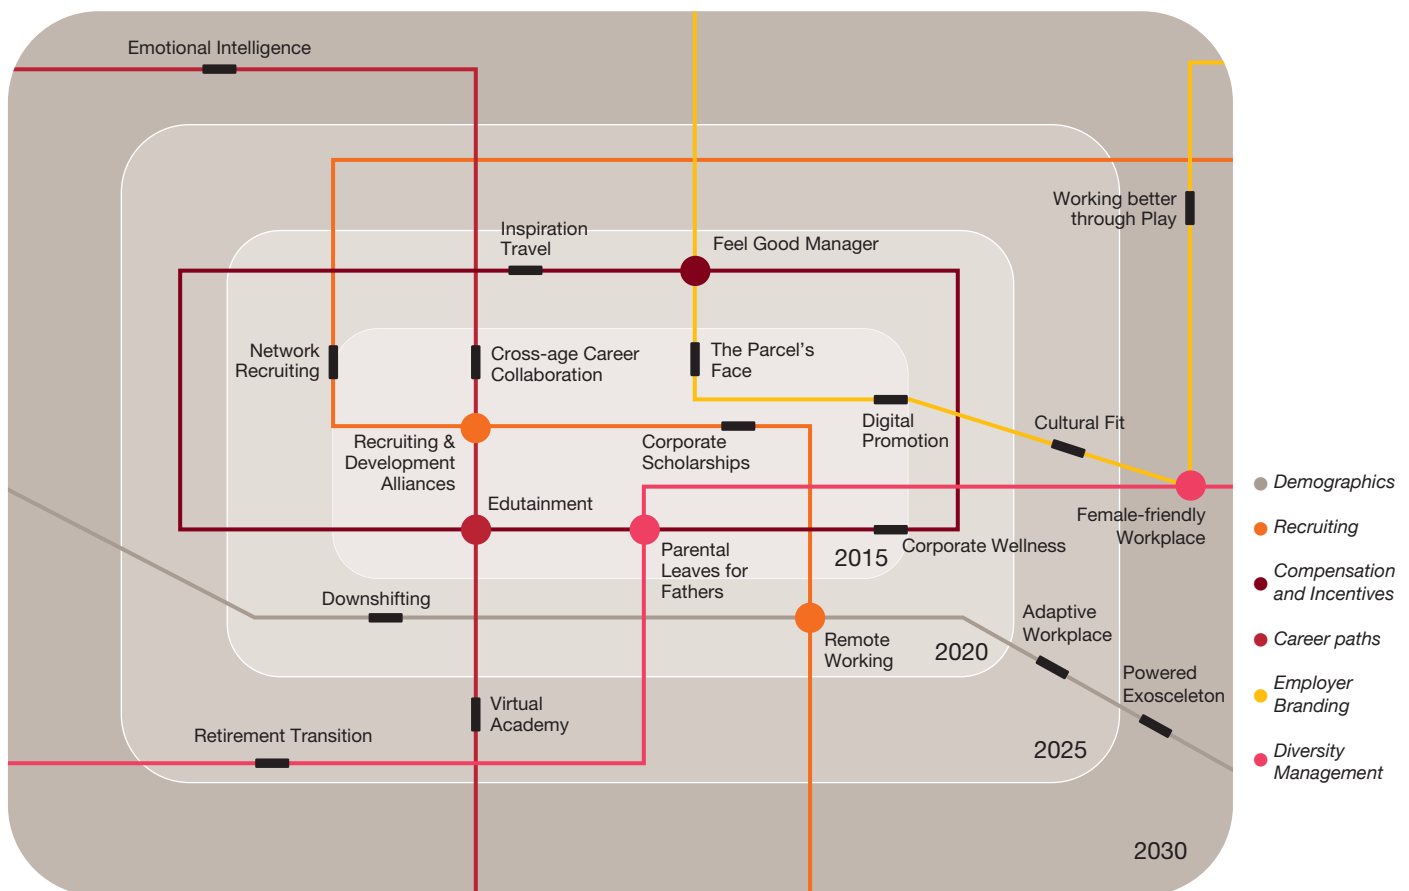 Emotional Intelligence
Working better
through Play
Inspiration
Travel
Feel Good Manager
Network
Recruiting
Cross-age Career
Collaboration
The Parcel's
Face
Digital
Promotion
Cultural Fit
Recruiting &
Development
Alliances
Corporate
Scholarships
Edutainment
Female-friendly
Workplace
Parental
Leaves for
Fathers
2015
Corporate Wellness
Downshifting
Remote
Working
2020
Adaptive
Workplace
Powered
Exosceleton
Virtual
Academy
Retirement Transition
2025
2030
Demographics
Recruiting
Compensation
and Incentives
Career paths
Employer
Branding
Diversity
Management